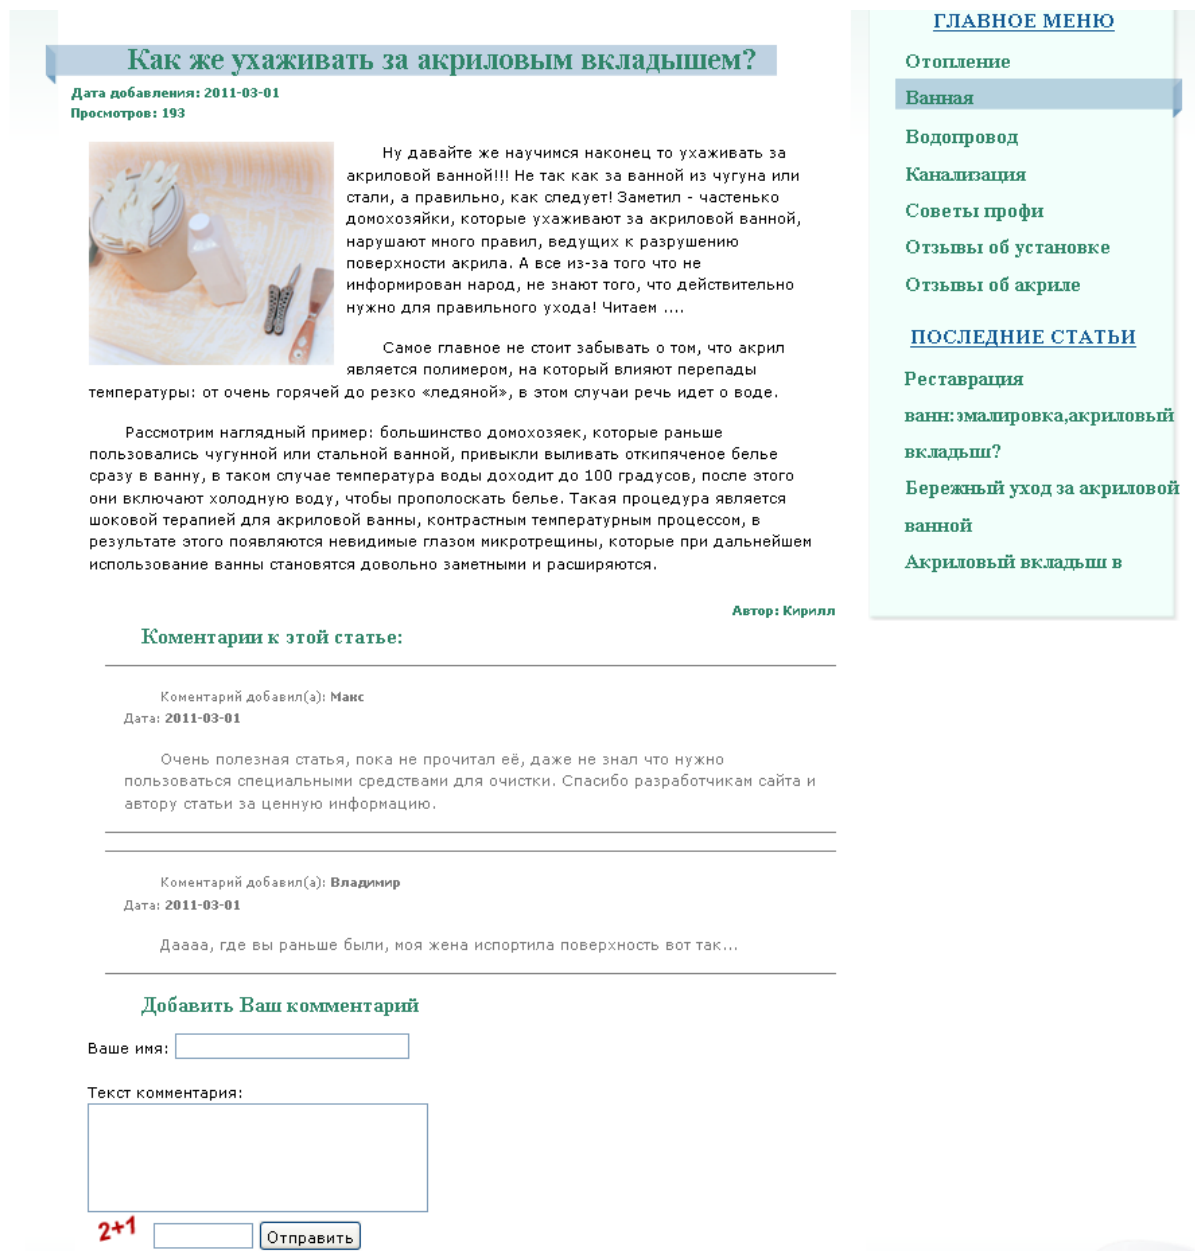 Как же ухаживать за акриловым вкладышем?
Дата добавления: 2011-03-01
Просмотров: 193
Ну давайте же научимся наконец то ухаживать за
акриловой ванной!!! Не так как за ванной из чугуна или
стали, а правильно, как следует! Заметил - частенько
домохозяйки, которые ухаживают за акриловой ванной,
нарушают много правил, ведущих к разрушению
поверхности акрила. А все из-за того что не
информирован народ, не знают того, что действительно
нужно для правильного ухода! Читаем ....
Самое главное не стоит забывать о том, что акрил
является полимером, на который влияют перепады
температуры: от очень горячей до резко «ледяной», в этом случаи речь идет о воде.
Рассмотрим наглядный пример: большинство домохозяек, которые раньше
пользовались чугунной или стальной ванной, привыкли выливать откипяченое белье
сразу в ванну, в таком случае температура воды доходит до 100 градусов, после этого
они включают холодную воду, чтобы прополоскать белье. Такая процедура является
шоковой терапией для акриловой ванны, контрастным температурным процессом, в
результате этого появляются невидимые глазом микротрещины, которые при дальнейшем
использование ванны становятся довольно заметными и расширяются.
Автор: Кирилл
Коментарии к этой статье:
Коментарий добавил(а): Макс
Дата: 2011-03-01
Очень полезная статья, пока не прочитал её, даже не знал что нужно
пользоваться специальными средствами для очистки. Спасибо разработчикам сайта и
автору статьи за ценную информацию.
Коментарий добавил(а): Владимир
Дата: 2011-03-01
Даааа, где вы раньше были, моя жена испортила поверхность вот так...
Добавить Ваш комментарий
Ваше имя:
Текст комментария:
2+1
Отправить
ГЛАВНОЕ МЕНЮ
Отопление
Ванная
Водопровод
Канализация
Советы профи
Отзывы об установке
Отзывы об акриле
ПОСЛЕДНИЕ СТАТЬИ
Реставрация
ванн:эмалировка,акриловый
вкладыш?
Бережный уход за акриловой
ванной
Акриловый вкладыш в